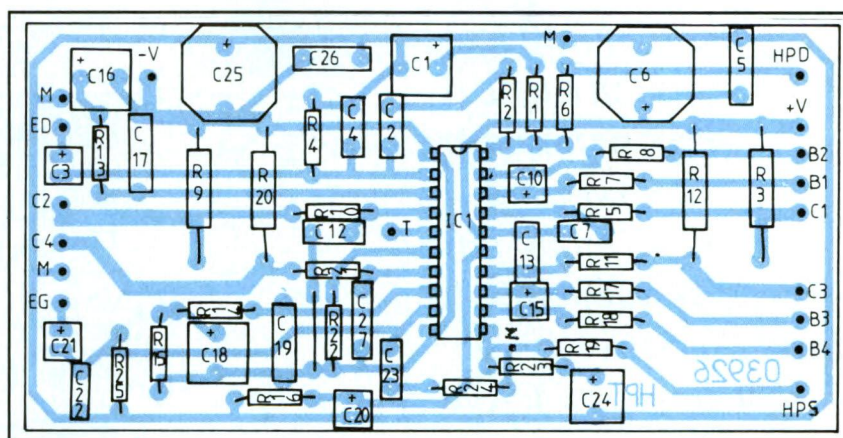 C16
-V
C25
C26
C1
M
C6
C5
HPD
M
ED
R13
C17
R9
R20
R4
C4
C2
R2
R1
R6
+V
C3
C10
R8
R7
R12
R3
B2
B1
C2
R10
C12
T
IC1
R5
C7
C1
C4
C13
R11
M
EG
C15
R17
R18
C3
B3
C21
R14
C18
C19
R22
C27
C23
R19
B4
R15
R25
C22
R16
C20
R24
R23
C24
HPT
03926
HPS